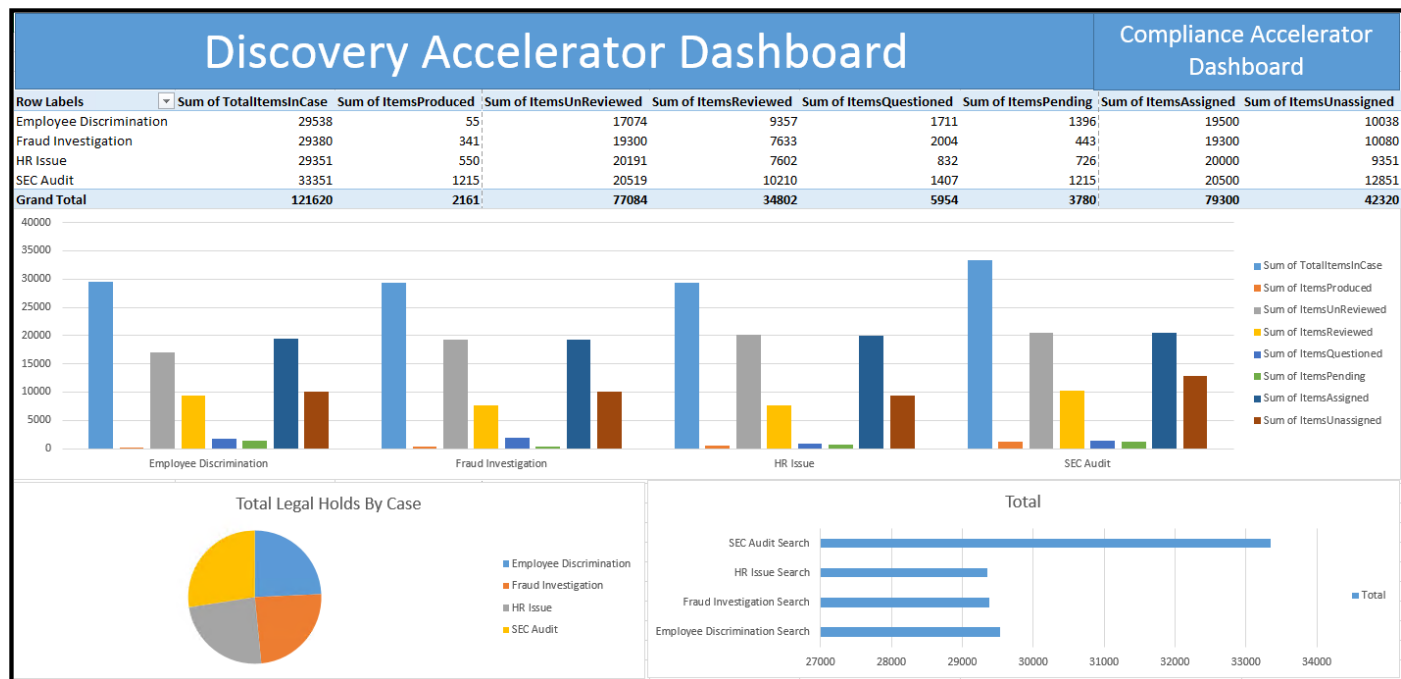 Discovery Accelerator Dashboard
Compliance Accelerator
Dashboard
Row Labels Sum of TotalItemsInCase Sum of ItemsProduced Sum of ItemsUnReviewed Sum of ItemsReviewed Sum of ItemsQuestioned Sum of ItemsPending Sum of ItemsAssigned Sum of ItemsUnassigned
Employee Discrimination 29538 55 17074 9357 1711 1396 19500 10038
Fraud Investigation 29380 341 19300 7633 2004 443 19300 10080
HR Issue 29351 550 20191 7602 832 726 20000 9351
SEC Audit 33351 1215 20519 10210 1407 1215 20500 12851
Grand Total 121620 2161 77084 34802 5954 3780 79300 42320
40000
35000
30000
25000
20000
15000
10000
5000
0
Employee Discrimination Fraud Investigation HR Issue SEC Audit
Sum of TotalItemsInCase
Sum of ItemsProduced
Sum of ItemsUnReviewed
Sum of ItemsReviewed
Sum of ItemsQuestioned
Sum of ItemsPending
Sum of ItemsAssigned
Sum of ItemsUnassigned
Total Legal Holds By Case
Employee Discrimination
Fraud Investigation
HR Issue
SEC Audit
Total
SEC Audit Search
HR Issue Search
Fraud Investigation Search
Employee Discrimination Search
27000 28000 29000 30000 31000 32000 33000 34000
Total